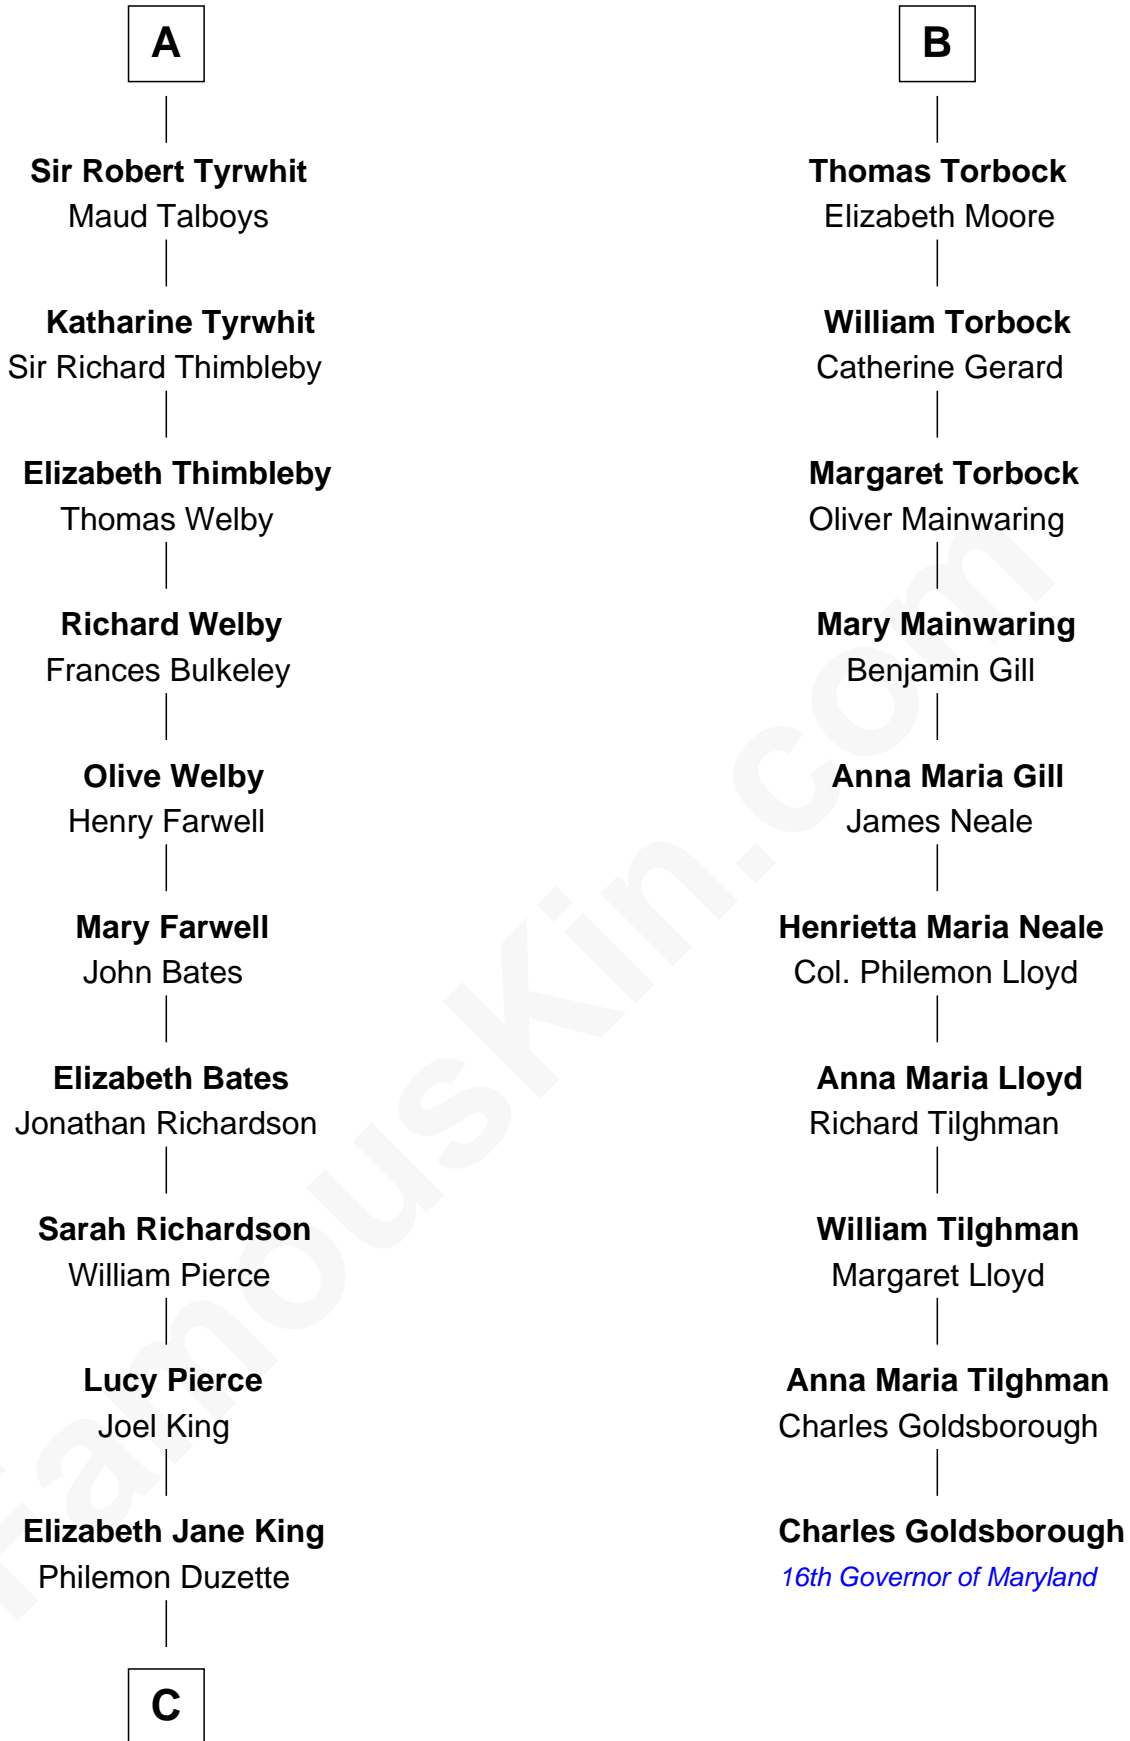 A
Sir Robert Tyrwhit
Maud Talboys
Katharine Tyrwhit
Sir Richard Thimbleby
Elizabeth Thimbleby
Thomas Welby
Richard Welby
Frances Bulkeley
Olive Welby
Henry Farwell
Mary Farwell
John Bates
Elizabeth Bates
Jonathan Richardson
Sarah Richardson
William Pierce
Lucy Pierce
Joel King
Elizabeth Jane King
Philemon Duzette
C
B
Thomas Torbock
Elizabeth Moore
William Torbock
Catherine Gerard
Margaret Torbock
Oliver Mainwaring
Mary Mainwaring
Benjamin Gill
Anna Maria Gill
James Neale
Henrietta Maria Neale
Col. Philemon Lloyd
Anna Maria Lloyd
Richard Tilghman
William Tilghman
Margaret Lloyd
Anna Maria Tilghman
Charles Goldsborough
Charles Goldsborough
16th Governor of Maryland
FamousKin.com